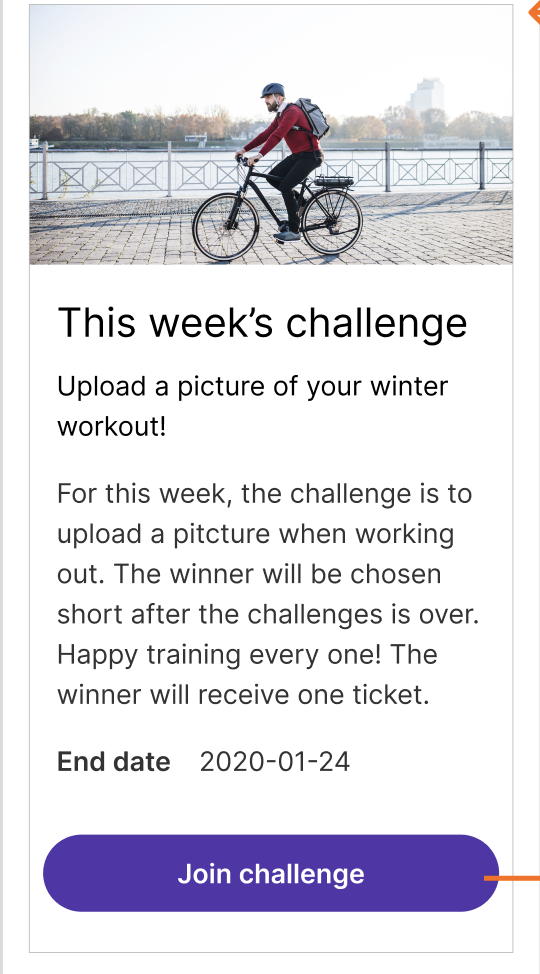 This week’s challenge
Upload a picture of your winter
workout!
For this week, the challenge is to
upload a pitcture when working
out. The winner will be chosen
short after the challenges is over.
Happy training every one! The
winner will receive one ticket.
End date 2020-01-24
Join challenge